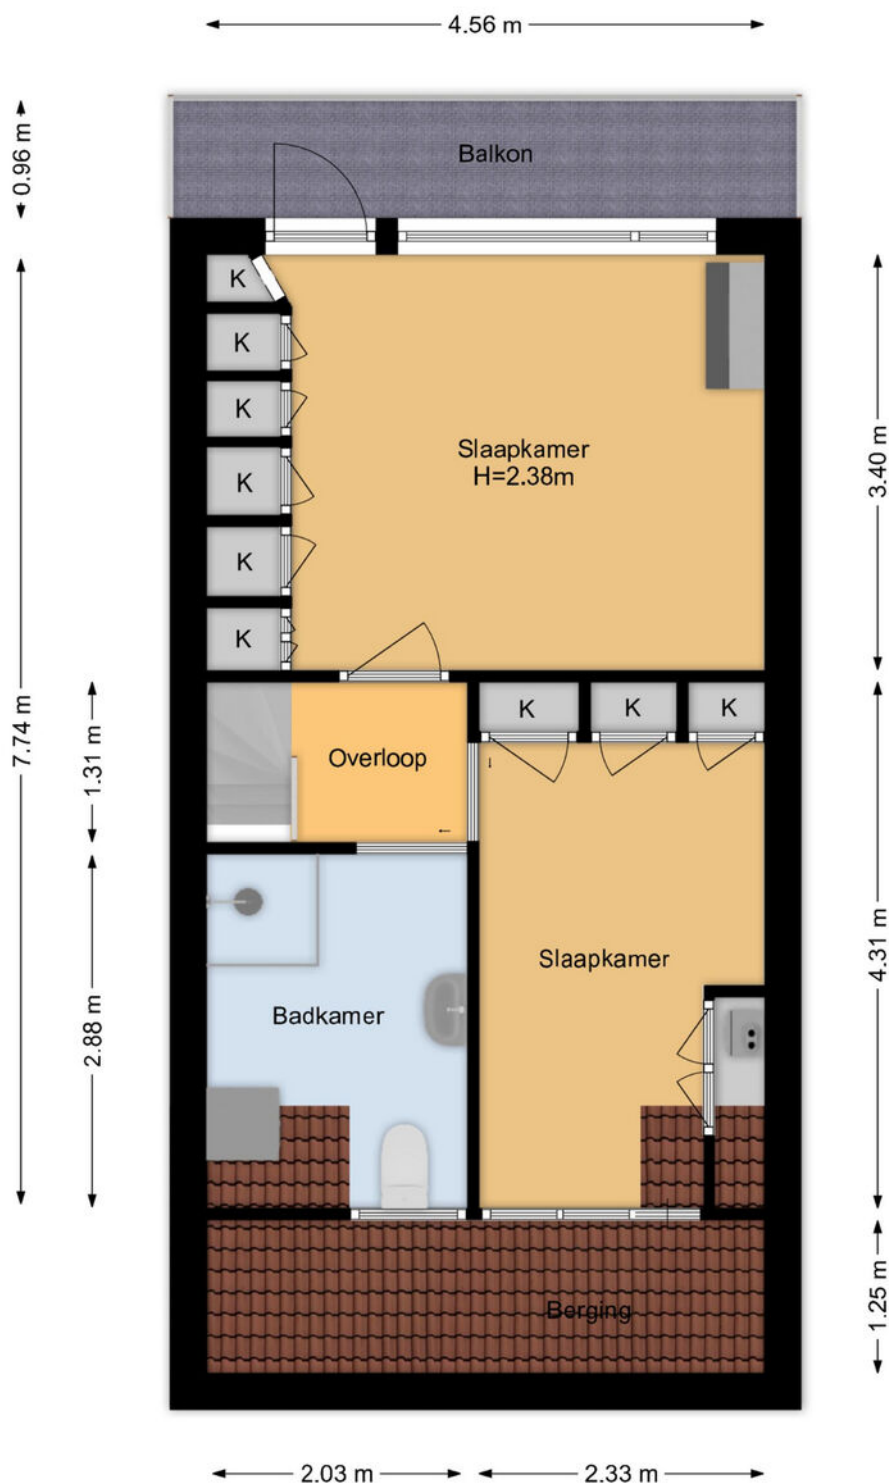 4.56 m
0.96 m
Balkon
K
K
K
K
K
K
Slaapkamer
H=2.38m
3.40 m
7.74 m
1.31 m
Overloop
K
K
K
Slaapkamer
4.31 m
Badkamer
2.88 m
Berging
1.25 m
2.03 m
2.33 m